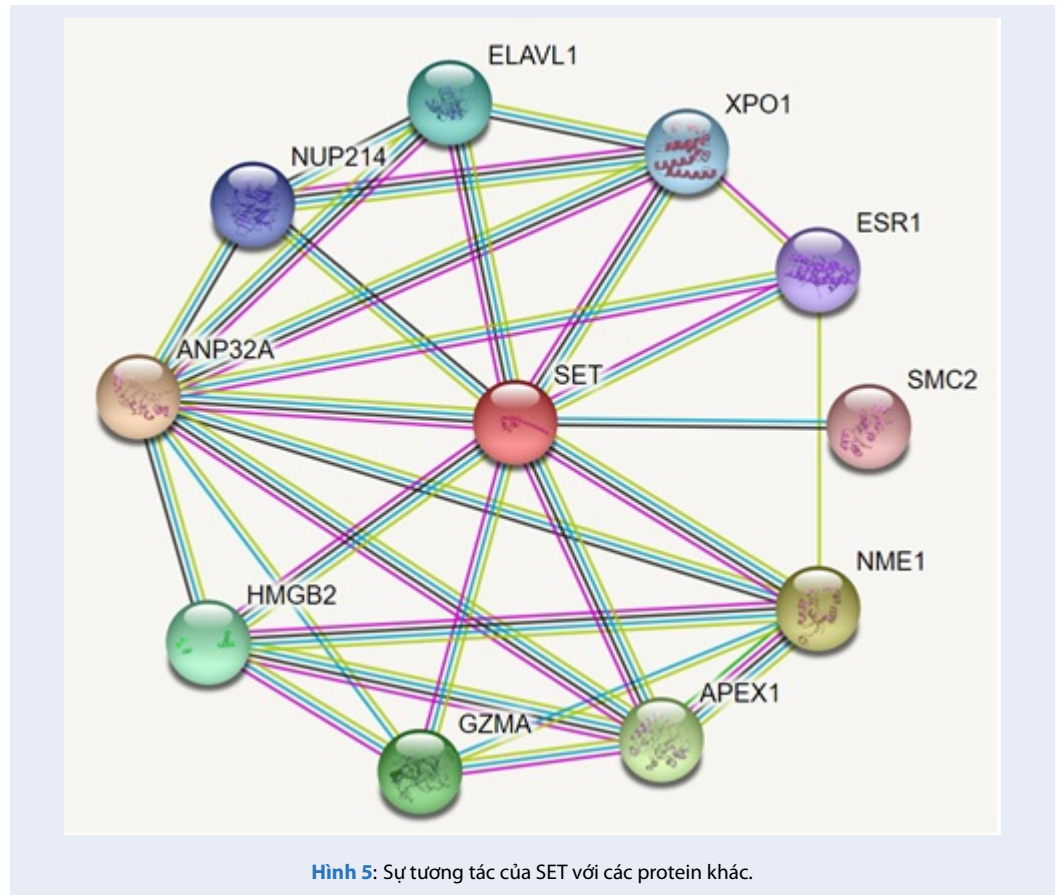 ELAVL1
XPO1
NUP214
ESR1
ANP32A
SET
SMC2
NME1
HMGB2
APEX1
GZMA
Hình 5: Sự tương tác của SET với các protein khác.